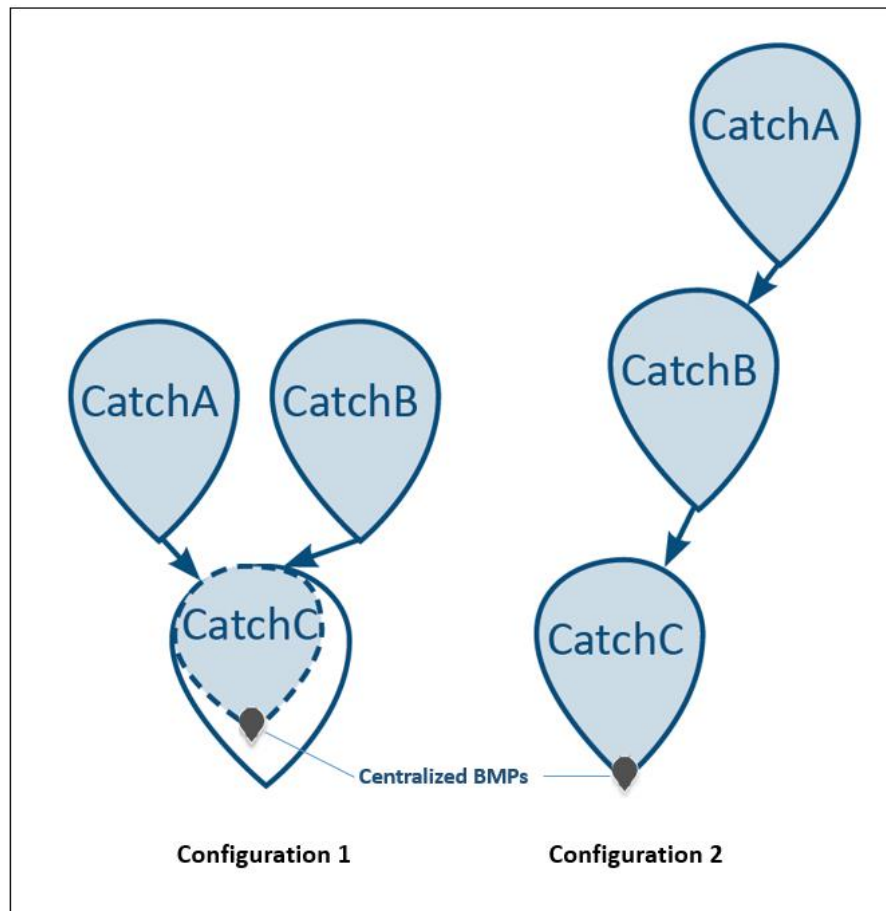 CatchA
CatchB
CatchA CatchB
CatchC
CatchC
Centralized BMPs
Configuration 1
Configuration 2